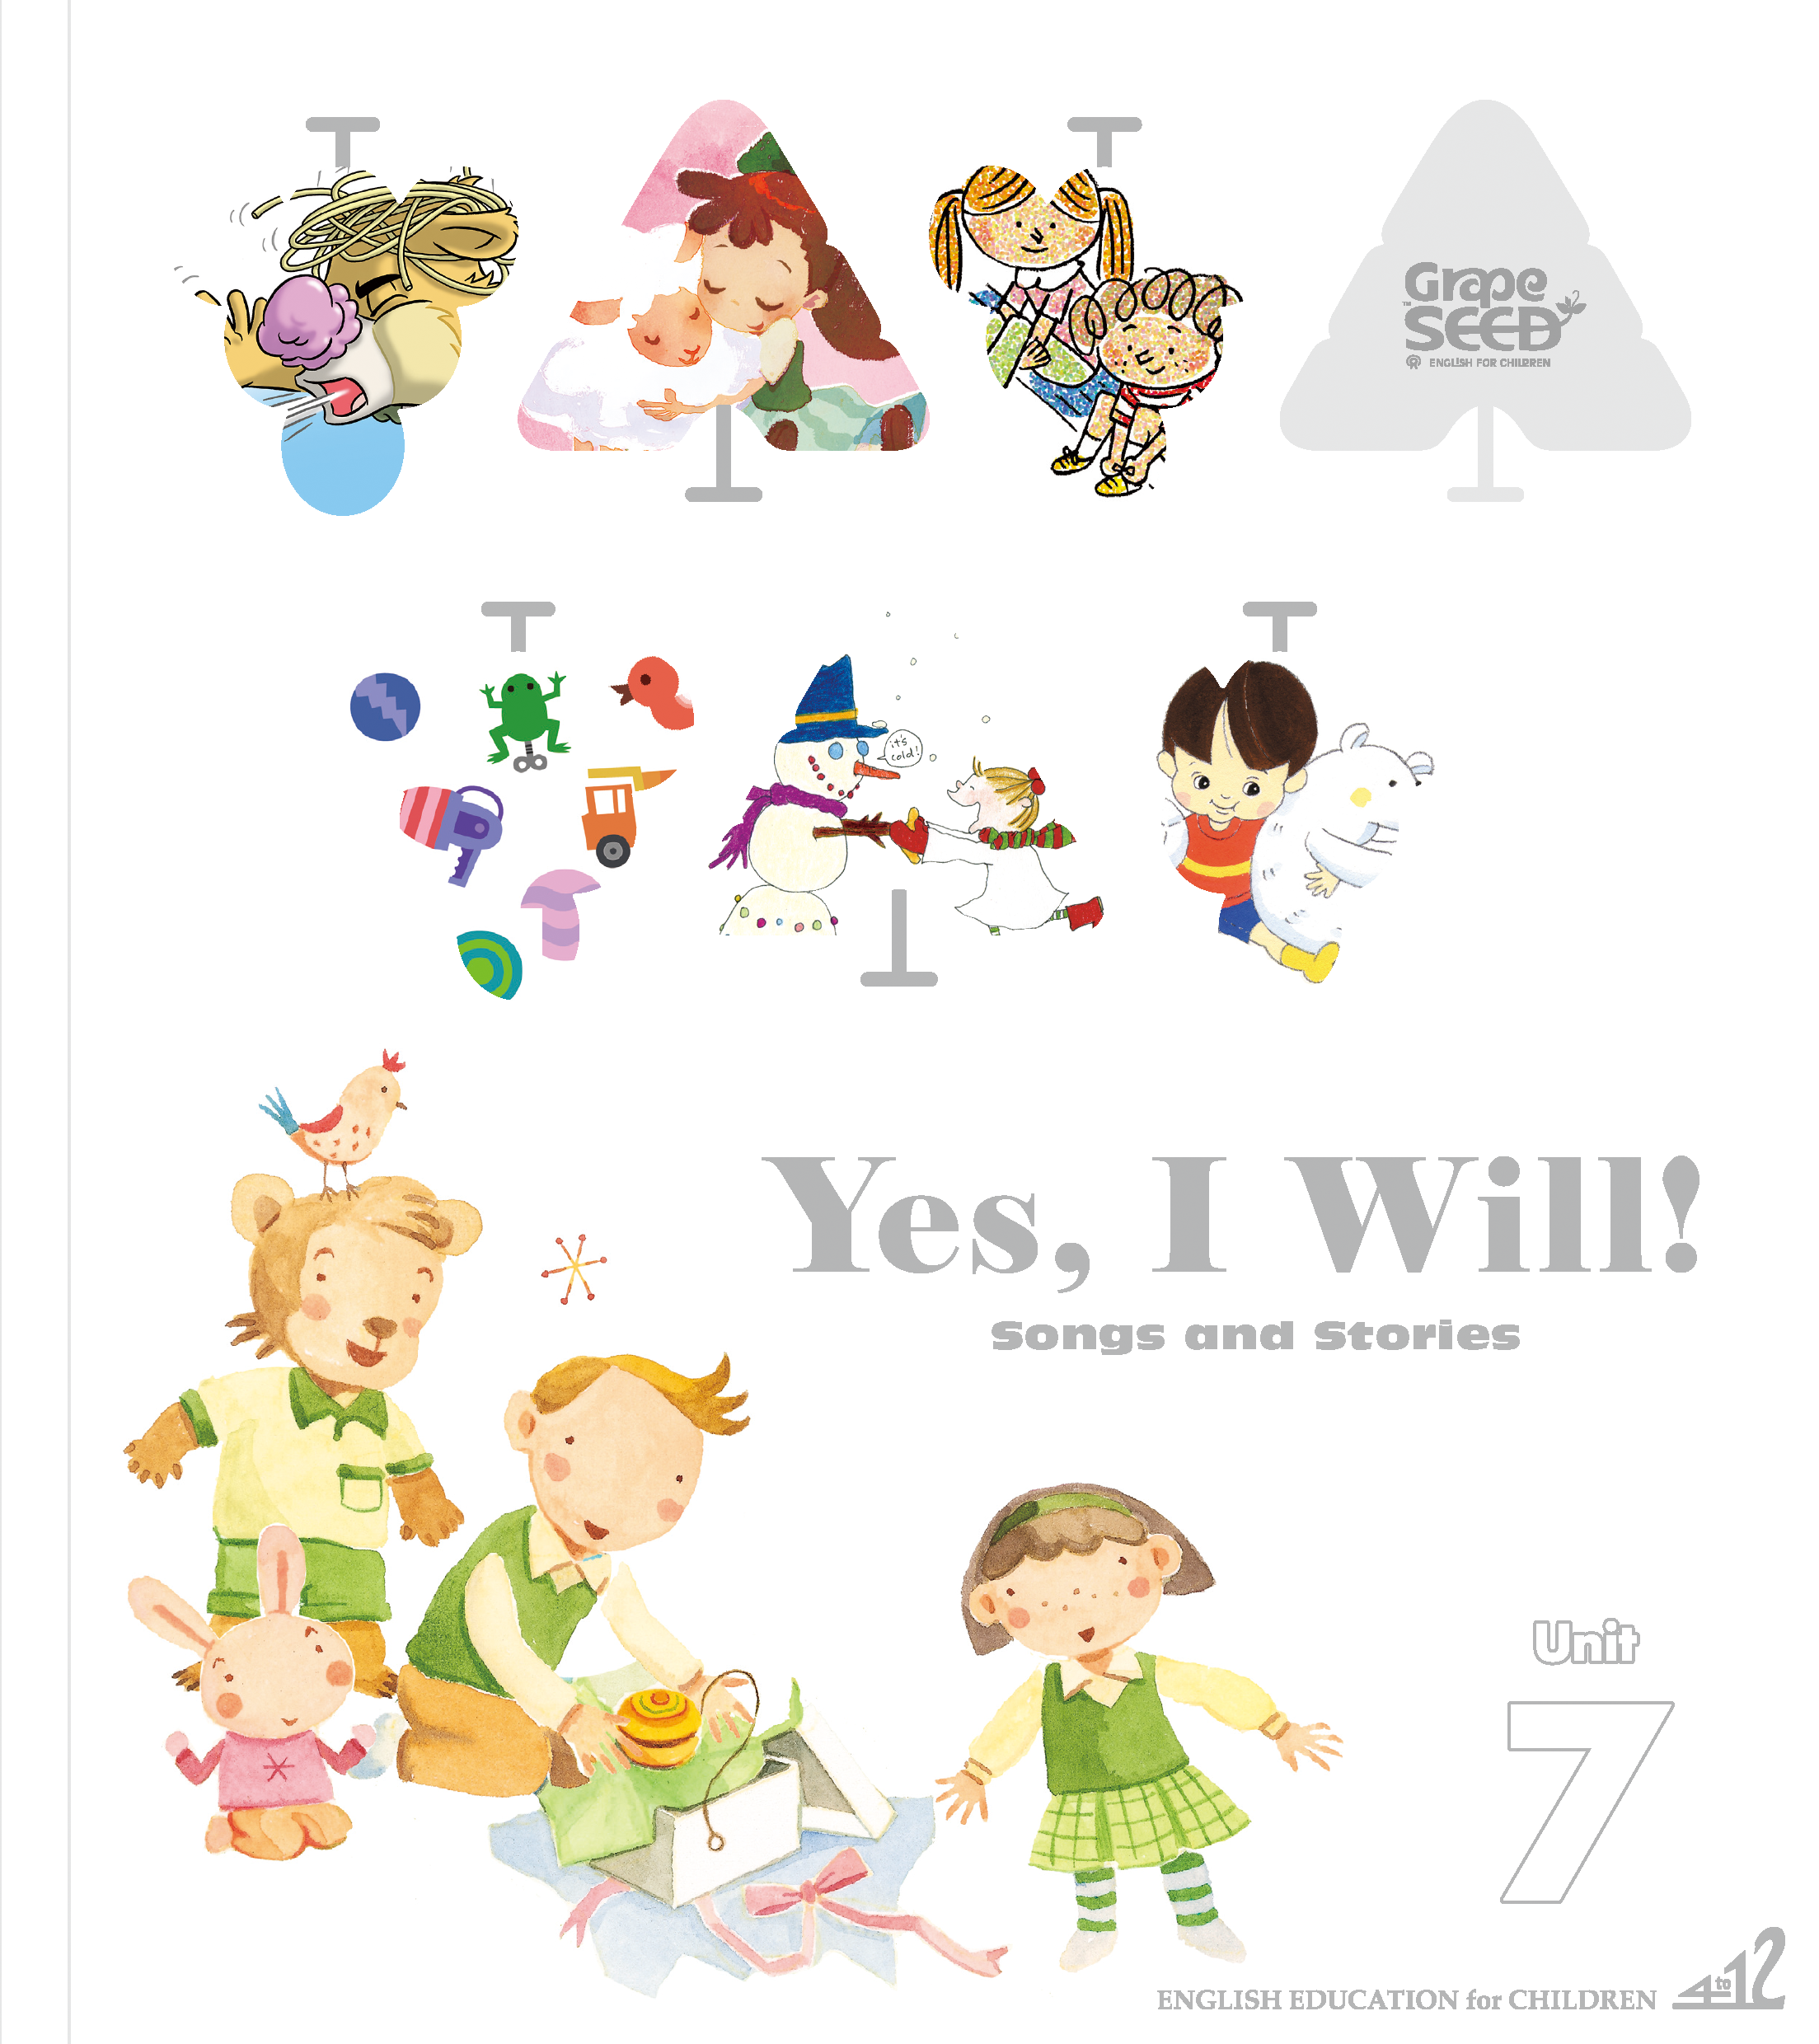 Grape
SEED
TM
ENGLISH FOR CHILDREN
it's
cold!
Yes, I Will!
Songs and Stories
Unit
7
ENGLISH EDUCATION for CHILDREN 4 to 12